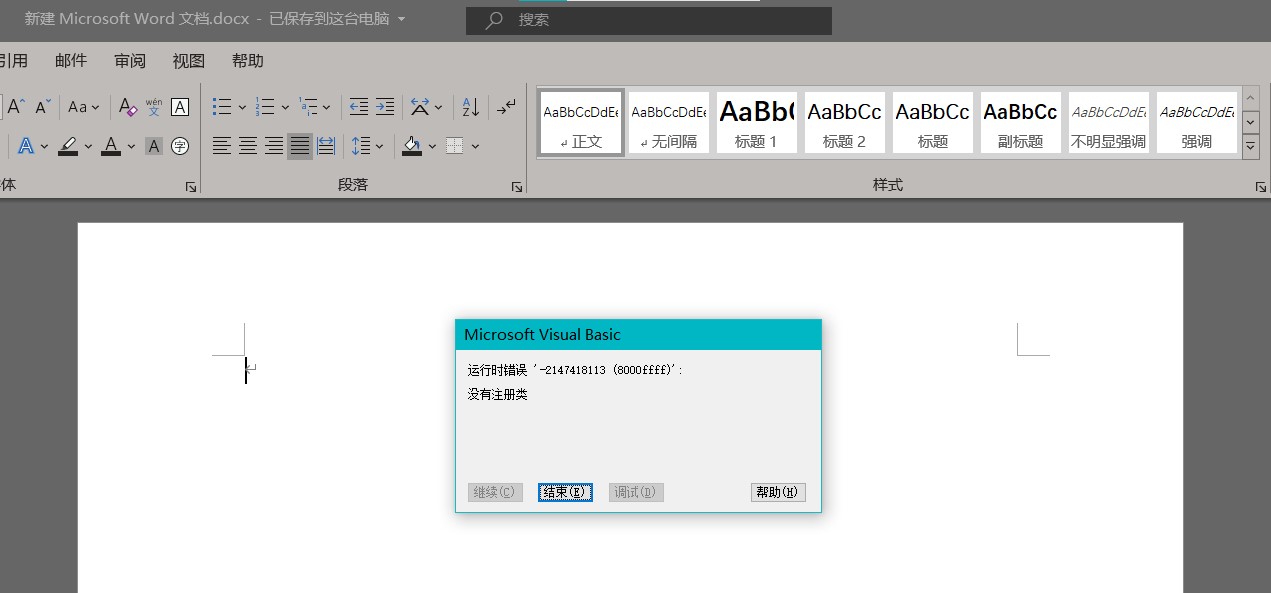 新建 Microsoft Word 文档.docx - 已保存到这台电脑
搜索
引用 邮件 审阅 视图 帮助
A A Aa A wén 文 A
A A A 字
AaBbCcDdEe AaBbCcDdEe AaBb AaBbCc AaBbCc AaBbCc AaBbCcDdEe AaBbCcDdEe
正文 无间隔 标题 1 标题 2 标题 副标题 不明显强调 强调
体 段落 样式
Microsoft Visual Basic
运行时错误 '-2147418113 (8000ffff)':
没有注册类
继续(C) 结束(E) 调试(D) 帮助(H)